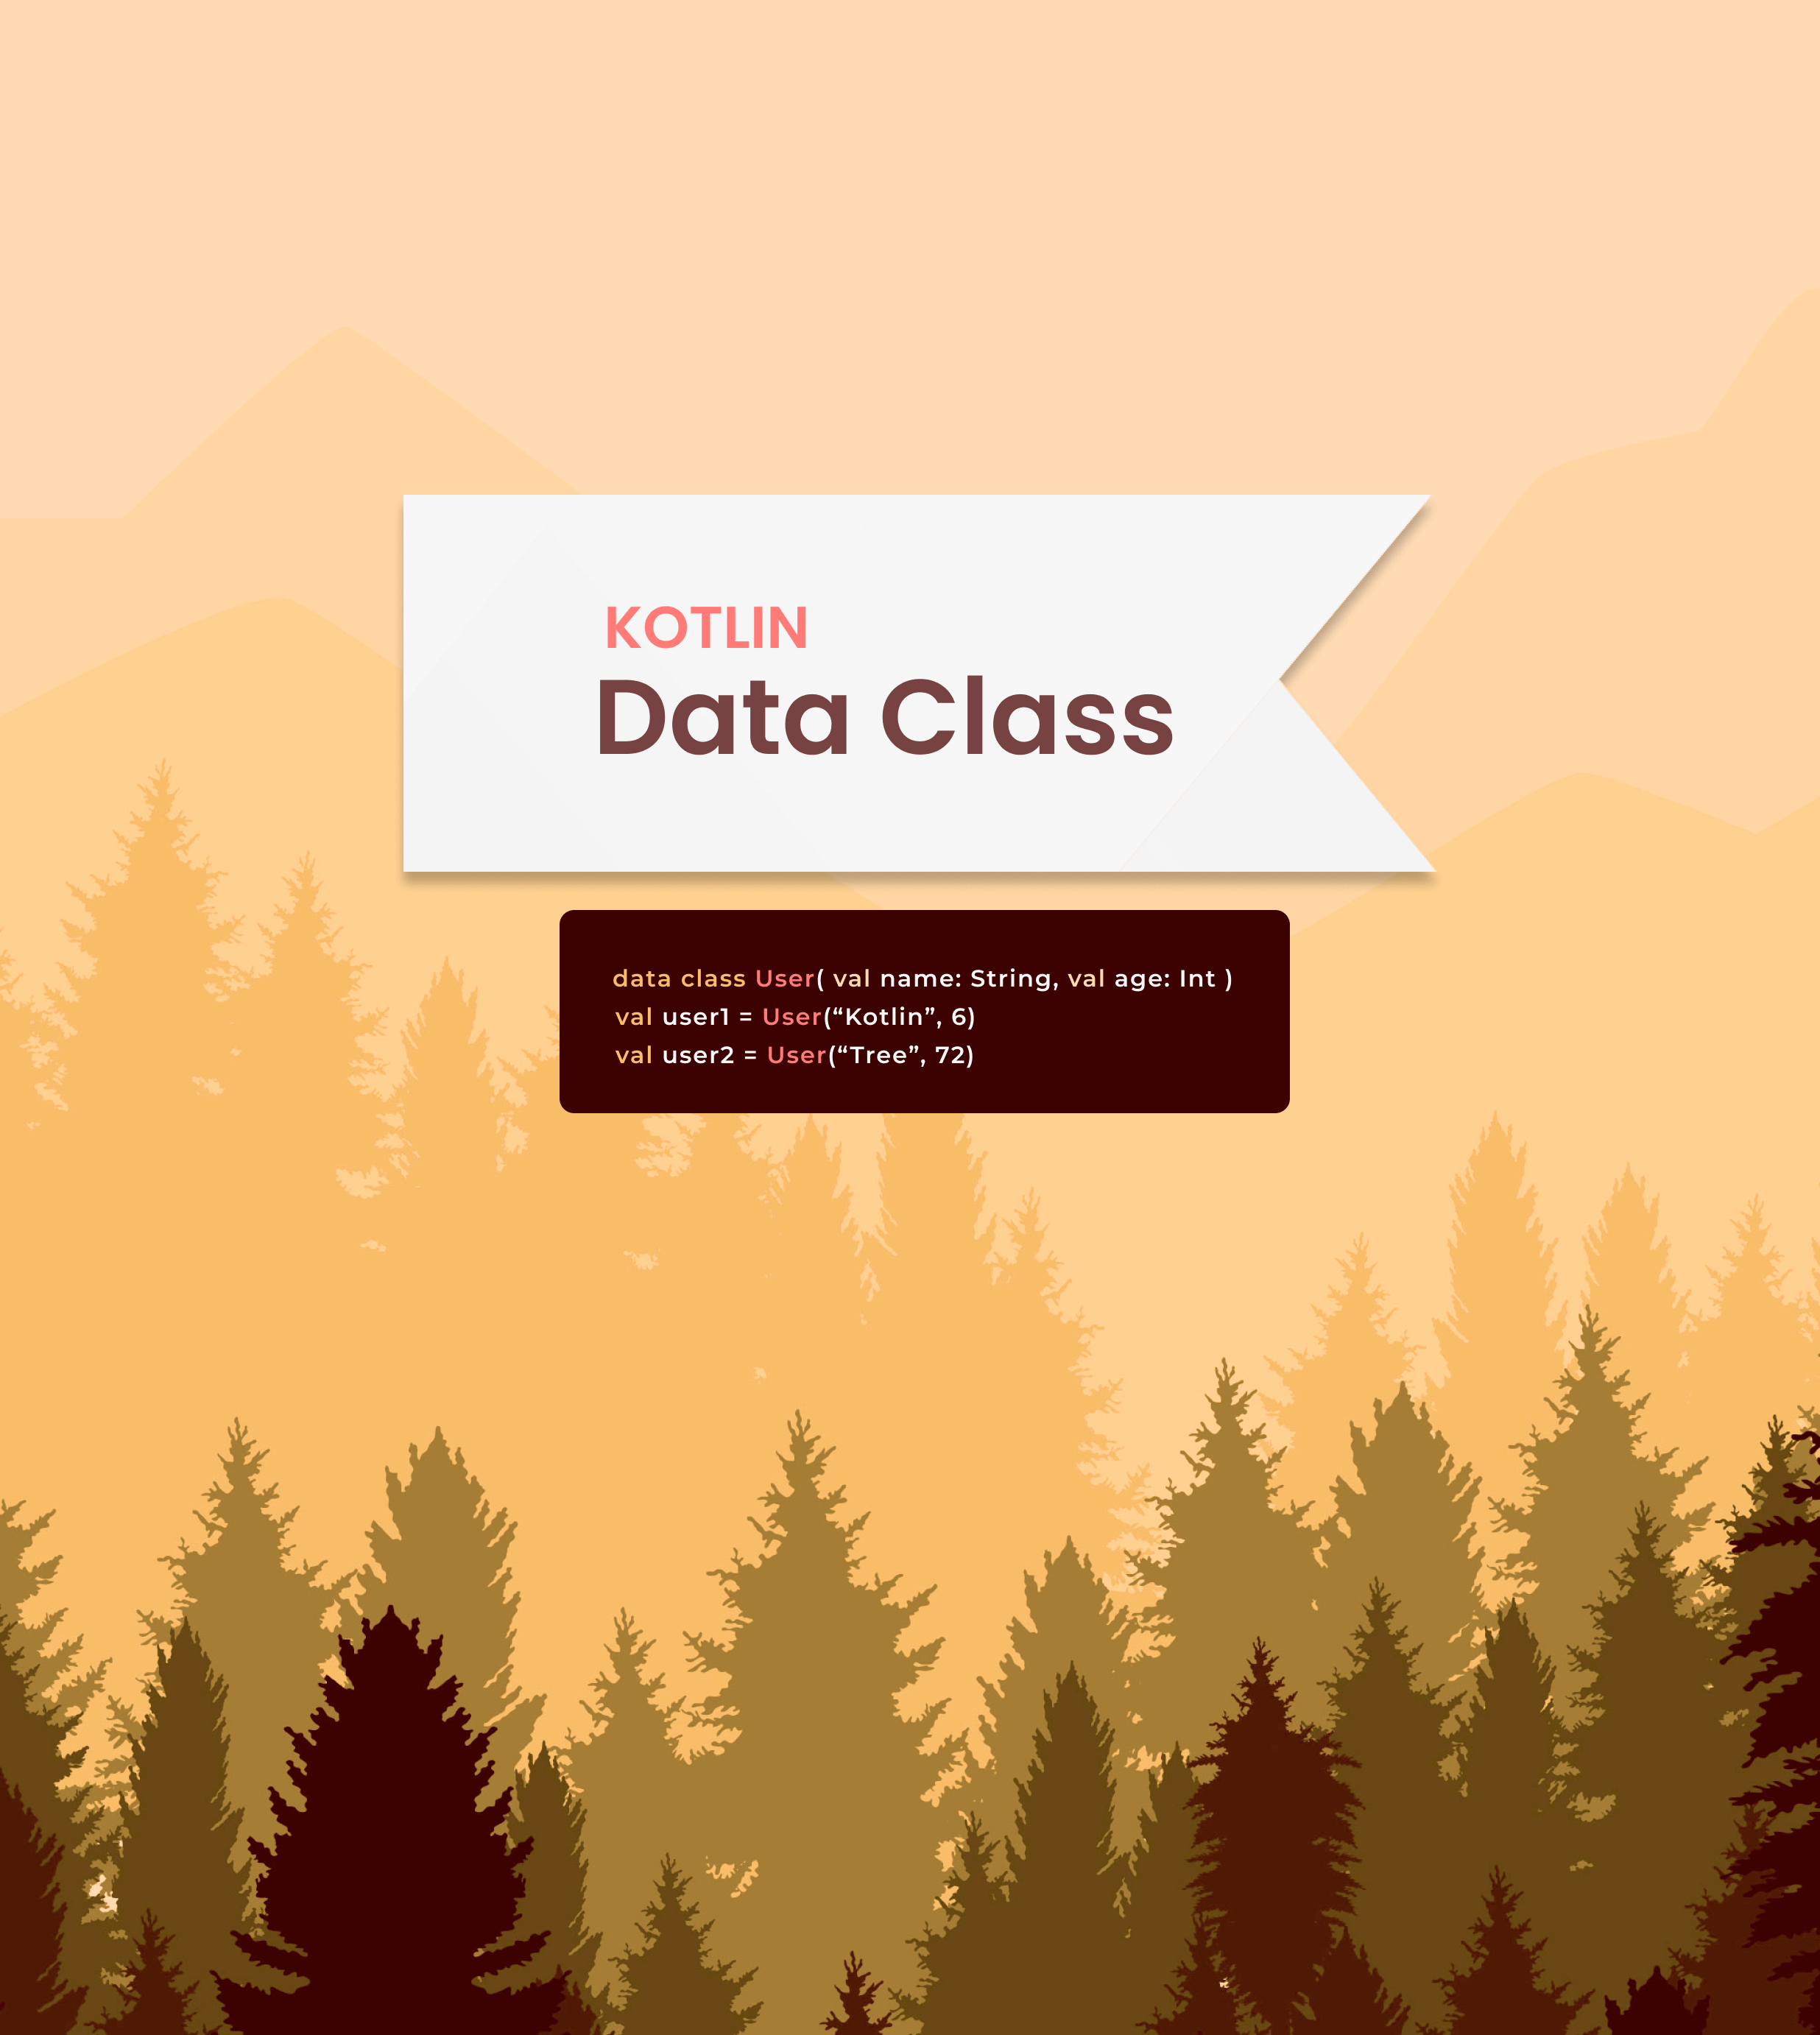 KOTLIN
Data Class
data class User( val name: String, val age: Int )
val user1 = User(“Kotlin”, 6)
val user2 = User(“Tree”, 72)